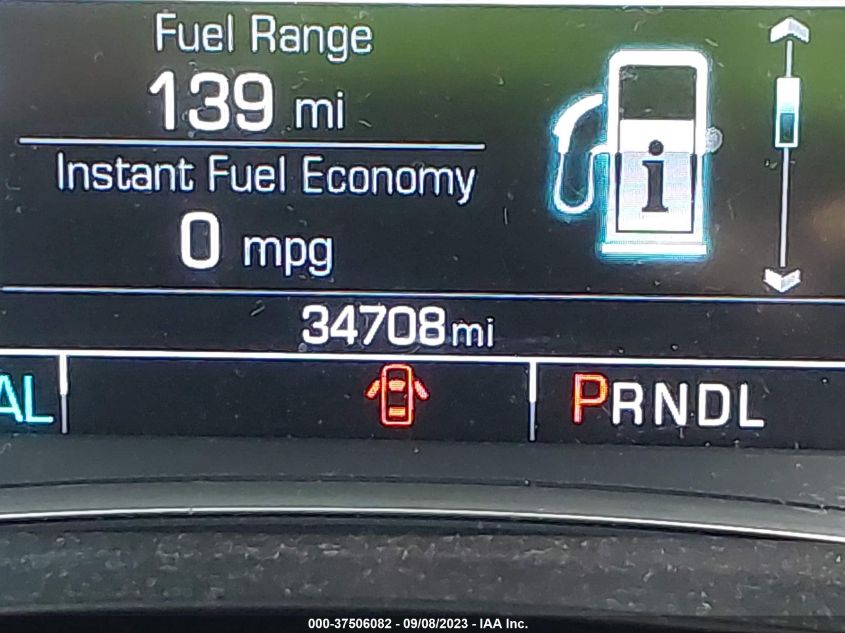 Fuel Range
139 mi
Instant Fuel Economy
0 mpg
i
34708mi
AL
PRNDL
000-37506082 - 09/08/2023 - IAA Inc.